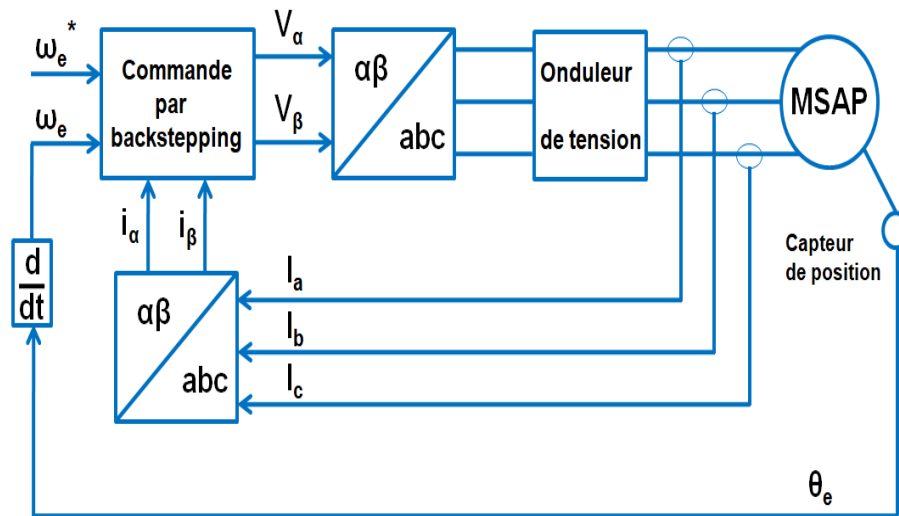 ωe*
ωe
Commande
par
backstepping
Vα
Vβ
αβ
abc
Onduleur
de tension
MSAP
iα
iβ
d
dt
αβ
abc
Ia
Ib
Ic
Capteur
de position
θe